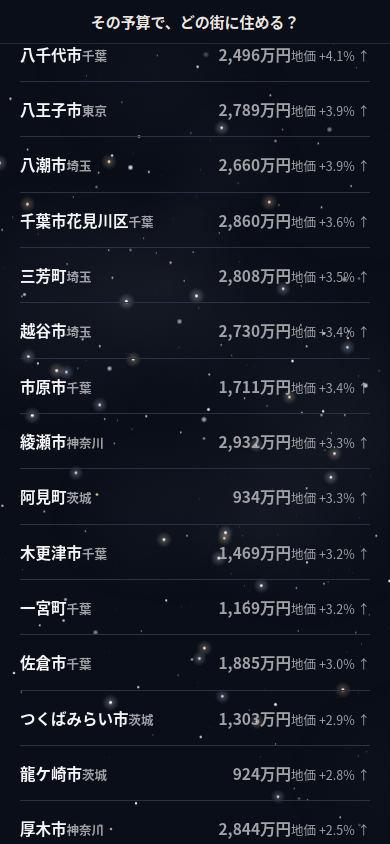 その予算で、どの街に住める？
八千代市千葉 2,496万円地価 +4.1% ↑
八王子市東京 2,789万円地価 +3.9% ↑
八潮市埼玉 2,660万円地価 +3.9% ↑
千葉市花見川区千葉 2,860万円地価 +3.6% ↑
三芳町埼玉 2,808万円地価 +3.5% ↑
越谷市埼玉 2,730万円地価 +3.4% ↑
市原市千葉 1,711万円地価 +3.4% ↑
綾瀬市神奈川 2,932万円地価 +3.3% ↑
阿見町茨城 934万円地価 +3.3% ↑
木更津市千葉 1,469万円地価 +3.2% ↑
一宮町千葉 1,169万円地価 +3.2% ↑
佐倉市千葉 1,885万円地価 +3.0% ↑
つくばみらい市茨城 1,303万円地価 +2.9% ↑
龍ケ崎市茨城 924万円地価 +2.8% ↑
厚木市神奈川 2,844万円地価 +2.5% ↑